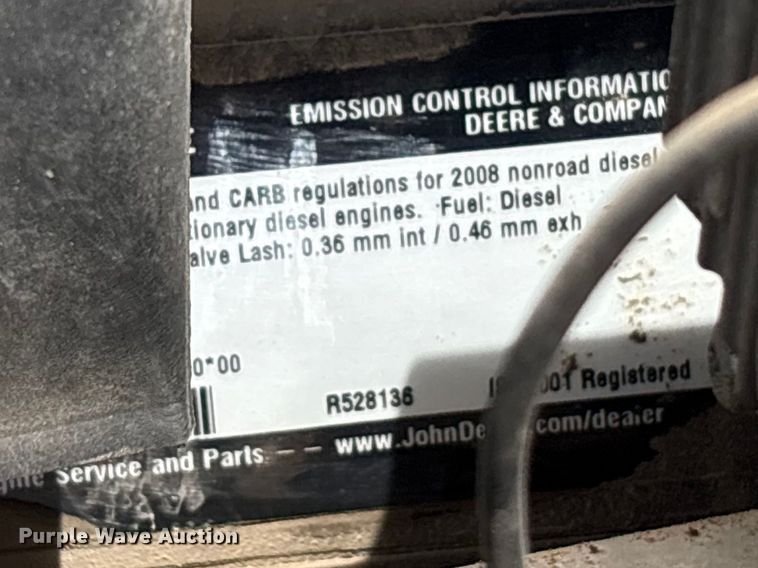 EMISSION CONTROL INFORMATIO
DEERE & COMPAN
and CARB regulations for 2008 nonroad diesel
tionary diesel engines. Fuel: Diesel
alve Lash: 0.36 mm int / 0.46 mm exh
0*00
R528136 001 Registered
Service and Parts -- www.JohnDe com/dealer
Purple Wave Auction